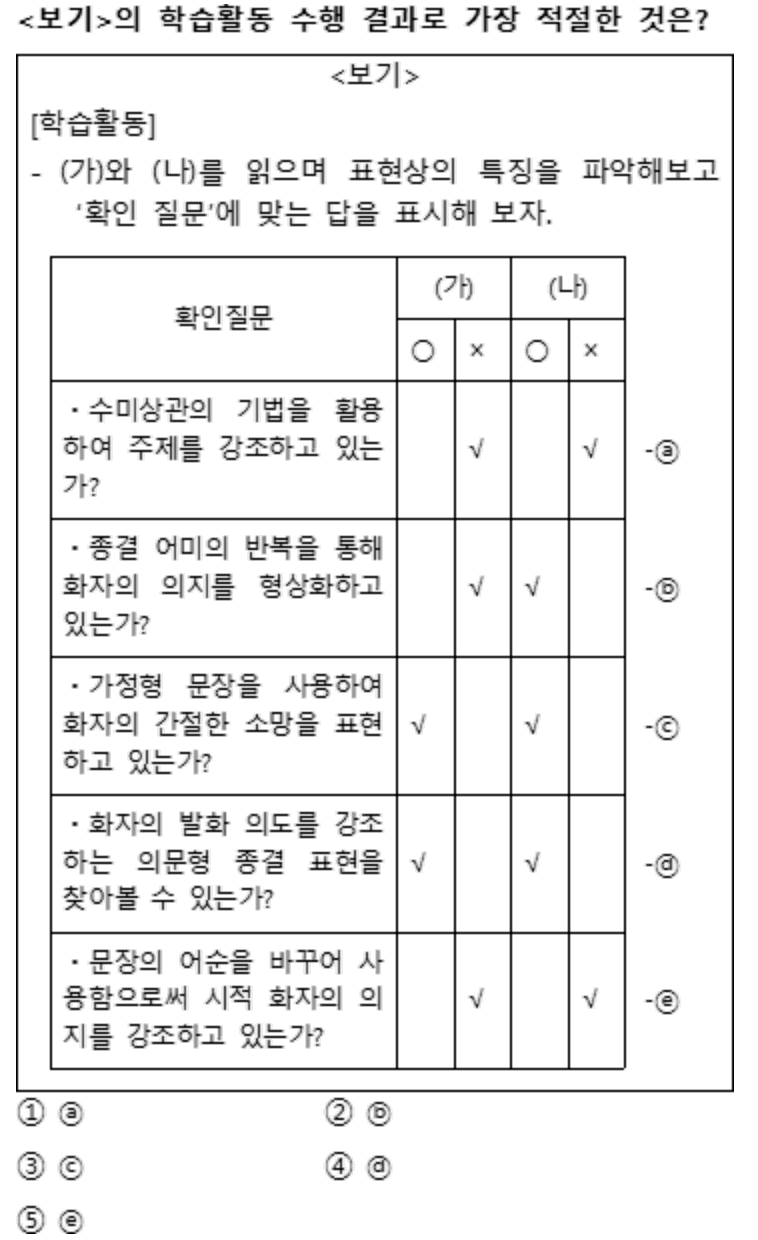 <보기>의 학습활동 수행 결과로 가장 적절한 것은?
<보기>
[학습활동]
- (가)와 (나)를 읽으며 표현상의 특징을 파악해보고
'확인 질문'에 맞는 답을 표시해 보자.
확인질문 (가) (나)
○ × ○ ×
·수미상관의 기법을 활용
하여 주제를 강조하고 있는 √ √ -ⓐ
가?
·종결 어미의 반복을 통해
화자의 의지를 형상화하고 √ √ -ⓑ
있는가?
·가정형 문장을 사용하여
화자의 간절한 소망을 표현 √ √ -ⓒ
하고 있는가?
·화자의 발화 의도를 강조
하는 의문형 종결 표현을 √ √ -ⓓ
찾아볼 수 있는가?
·문장의 어순을 바꾸어 사
용함으로써 시적 화자의 의 √ √ -ⓔ
지를 강조하고 있는가?
① ⓐ ② ⓑ
③ ⓒ ④ ⓓ
⑤ ⓔ